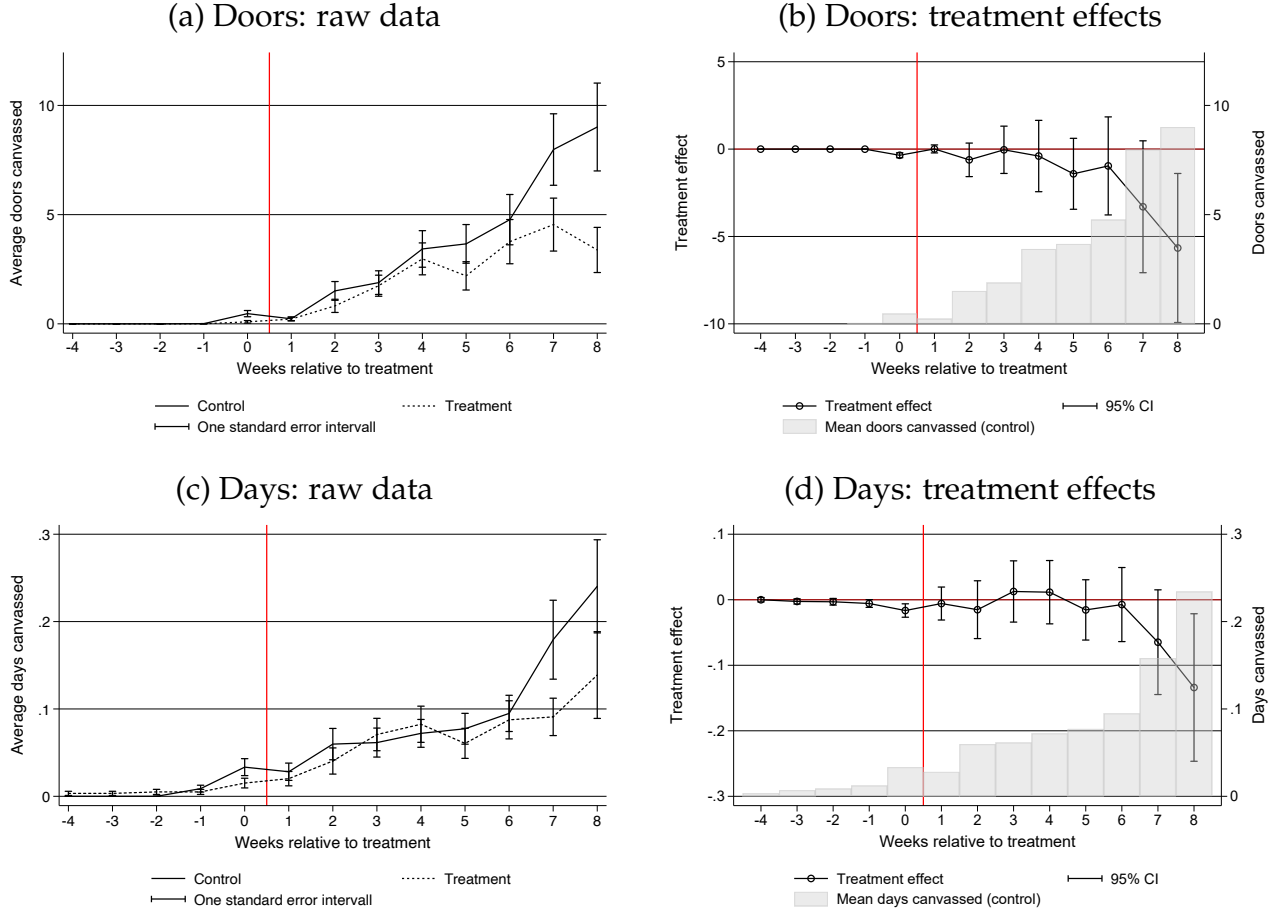 (a) Doors: raw data
Average doors canvassed
10
5
0
-4 -3 -2 -1 0 1 2 3 4 5 6 7 8
Weeks relative to treatment
Control
Treatment
One standard error intervall
(b) Doors: treatment effects
Treatment effect
5
0
-5
-10
10
5
0
Doors canvassed
-4 -3 -2 -1 0 1 2 3 4 5 6 7 8
Weeks relative to treatment
Treatment effect
95% CI
Mean doors canvassed (control)
(c) Days: raw data
Average days canvassed
.3
.2
.1
0
-4 -3 -2 -1 0 1 2 3 4 5 6 7 8
Weeks relative to treatment
Control
Treatment
One standard error intervall
(d) Days: treatment effects
Treatment effect
.1
0
-.1
-.2
-.3
.3
.2
.1
0
Days canvassed
-4 -3 -2 -1 0 1 2 3 4 5 6 7 8
Weeks relative to treatment
Treatment effect
95% CI
Mean days canvassed (control)